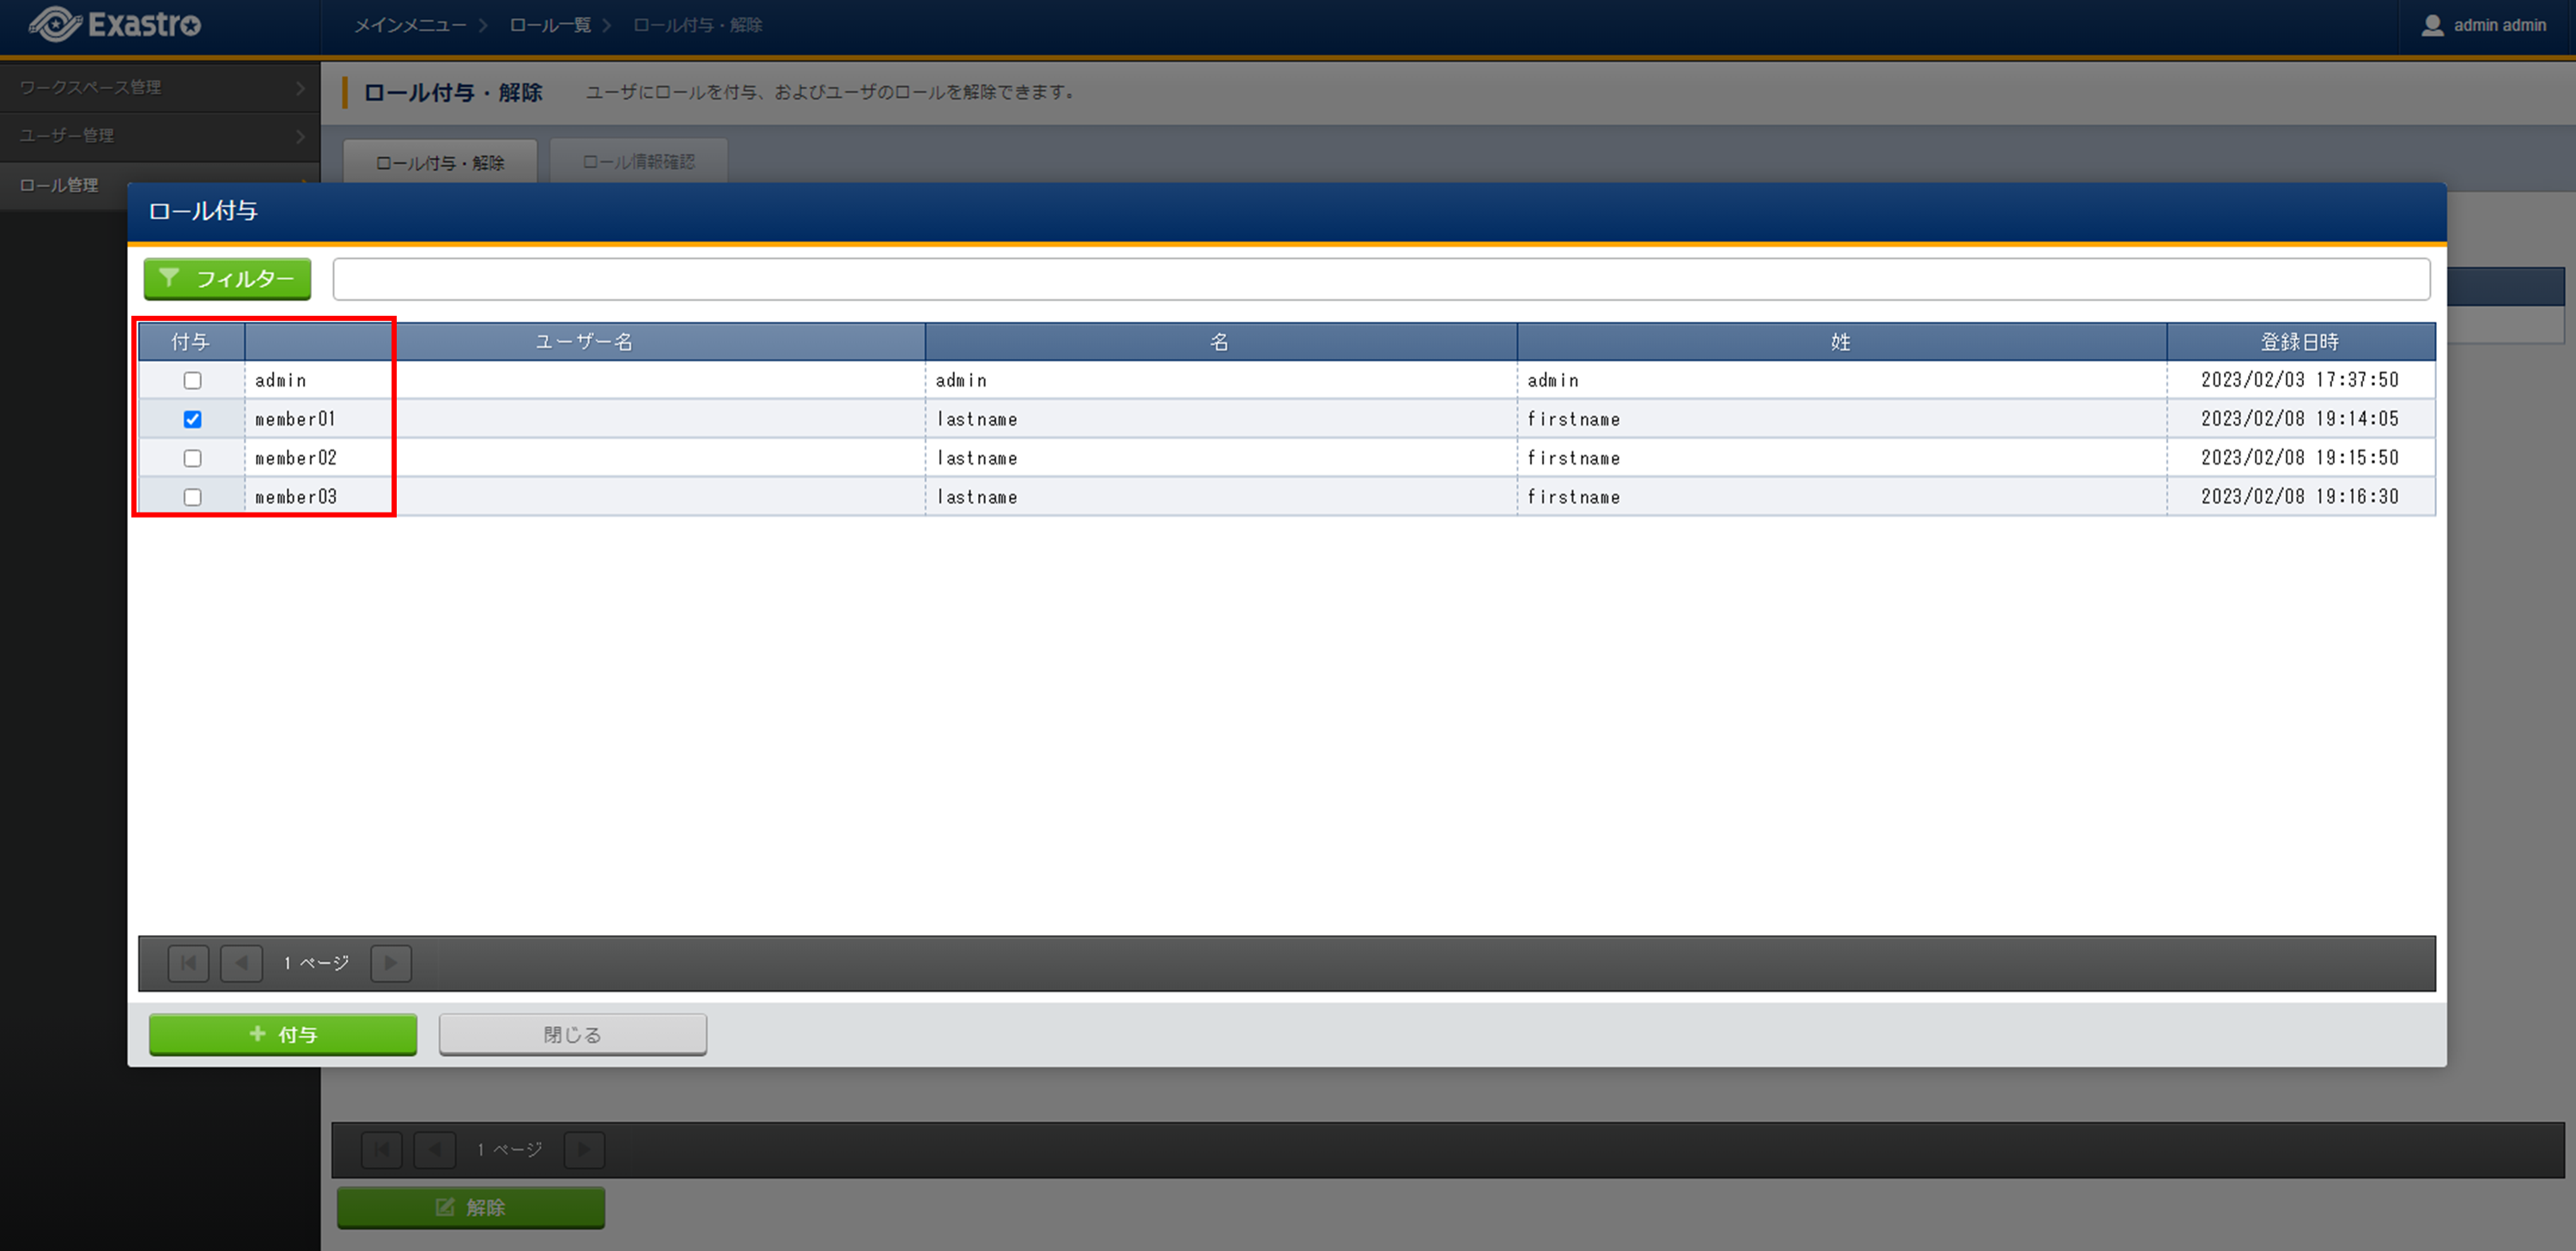 Exastro
メインメニュー > ロール一覧 > ロール付与・解除
admin admin
ワークスペース管理
ユーザー管理
ロール管理
ロール付与・解除 ユーザにロールを付与、およびユーザのロールを解除できます。
ロール付与・解除 ロール情報確認
ロール付与
フィルター
付与 ユーザー名 名 姓 登録日時
admin admin admin 2023/02/03 17:37:50
member01 lastname firstname 2023/02/08 19:14:05
member02 lastname firstname 2023/02/08 19:15:50
member03 lastname firstname 2023/02/08 19:16:30
1 ページ
+ 付与 閉じる
1 ページ
解除